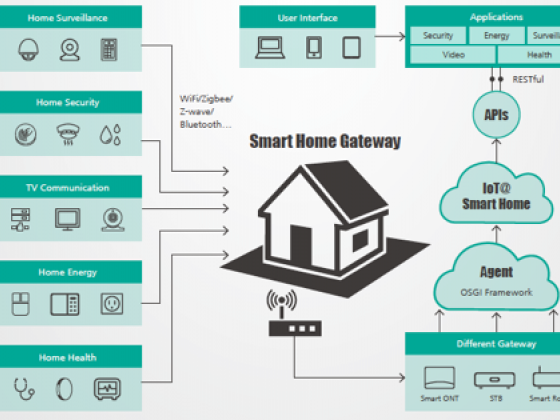 Home Surveillance
Home Security
TV Communication
Home Energy
Home Health
WiFi/Zigbee/
Z-wave/
Bluetooth...
Smart Home Gateway
User Interface
Applications
Security
Energy
Video
Health
RESTful
APIs
IoT@
Smart Home
Agent
OSGI Framework
Different Gateway
Smart ONT
STB
Smart